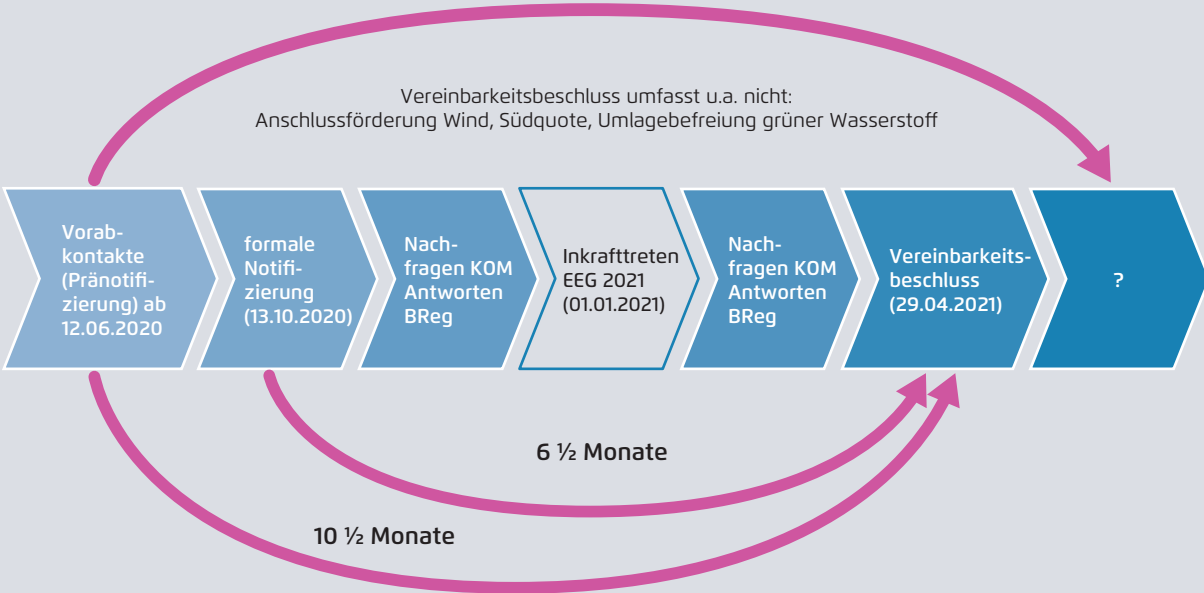 Vereinbarkeitsbeschluss umfasst u.a. nicht:
Anschlussförderung Wind, Südquote, Umlagebefreiung grüner Wasserstoff
Vorab-
kontakte
(Pränotifi-
zierung) ab
12.06.2020
formale
Notifi-
zierung
(13.10.2020)
Nach-
fragen KOM
Antworten
BReg
Inkrafttreten
EEG 2021
(01.01.2021)
Nach-
fragen KOM
Antworten
BReg
Vereinbarkeits-
beschluss
(29.04.2021)
?
6 ½ Monate
10 ½ Monate